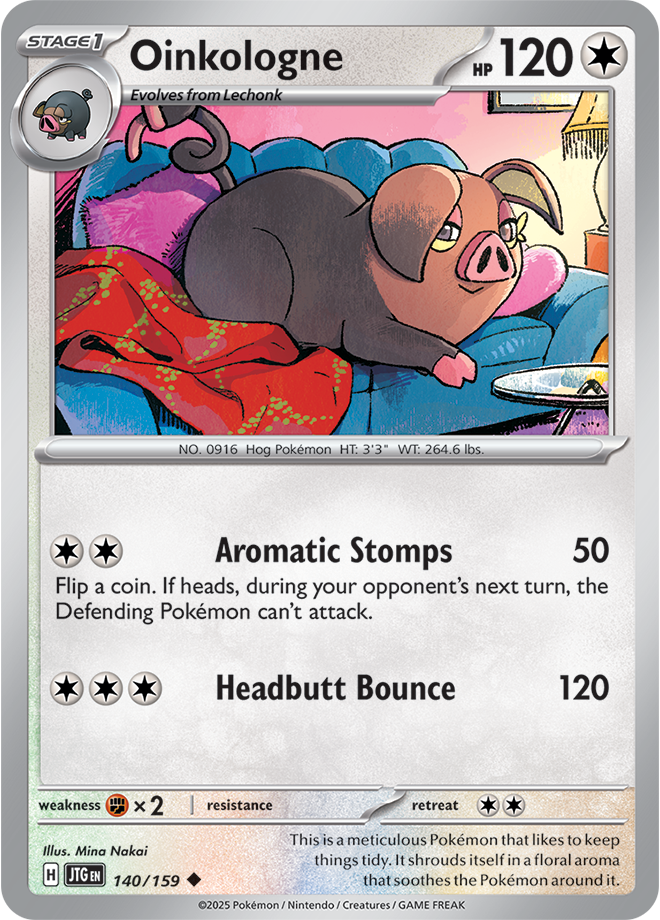 STAGE1
Oinkologne
HP 120
Evolves from Lechonk
NO. 0916 Hog Pokémon HT: 3'3" WT: 264.6 lbs.
Aromatic Stomps 50
Flip a coin. If heads, during your opponent's next turn, the
Defending Pokémon can't attack.
Headbutt Bounce 120
weakness ×2 resistance retreat
Illus. Mina Nakai
This is a meticulous Pokémon that likes to keep
things tidy. It shrouds itself in a floral aroma
that soothes the Pokémon around it.
H JTG EN 140/159
©2025 Pokémon / Nintendo / Creatures / GAME FREAK